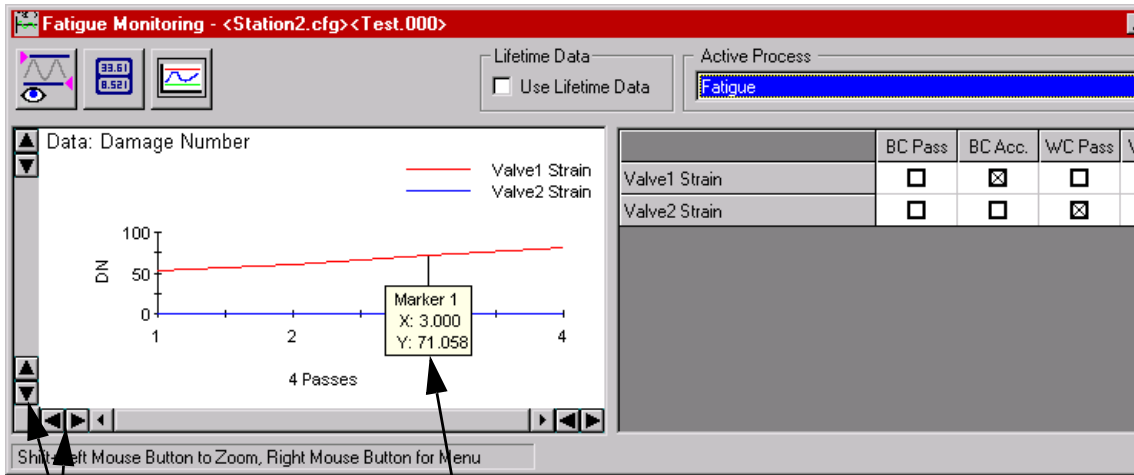 Fatigue Monitoring - <Station2.cfg><Test.000>
33.61
8.521
Lifetime Data
Use Lifetime Data
Active Process
Fatigue
Data: Damage Number
Valve1 Strain
Valve2 Strain
100
50
0
DN
Marker 1
X: 3.000
Y: 71.058
1 2 4
4 Passes
BC Pass BC Acc. WC Pass
Valve1 Strain
Valve2 Strain
Left Mouse Button to Zoom, Right Mouse Button for Menu